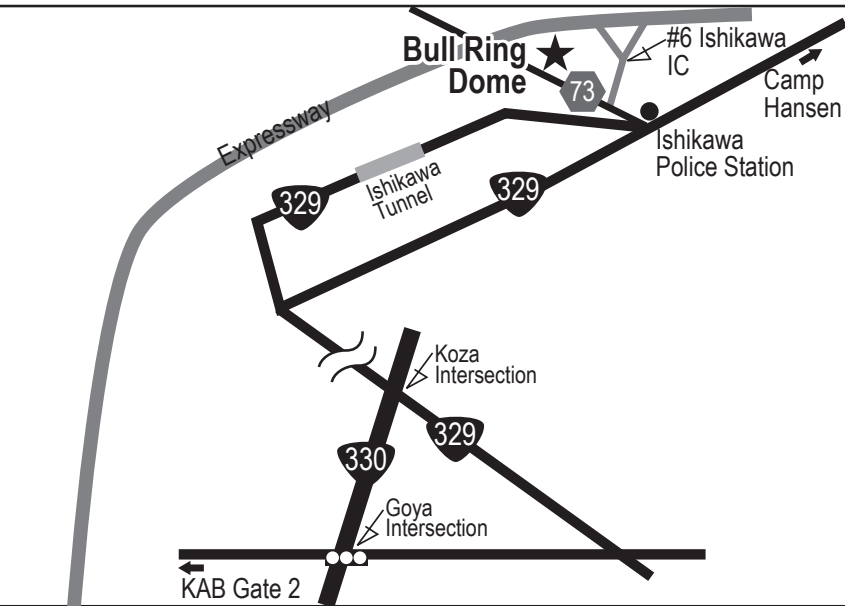 Bull Ring
Dome
73
#6 Ishikawa
IC
Camp
Hansen
Expressway
Ishikawa
Police Station
Ishikawa
Tunnel
329
329
Koza
Intersection
329
330
Goya
Intersection
KAB Gate 2